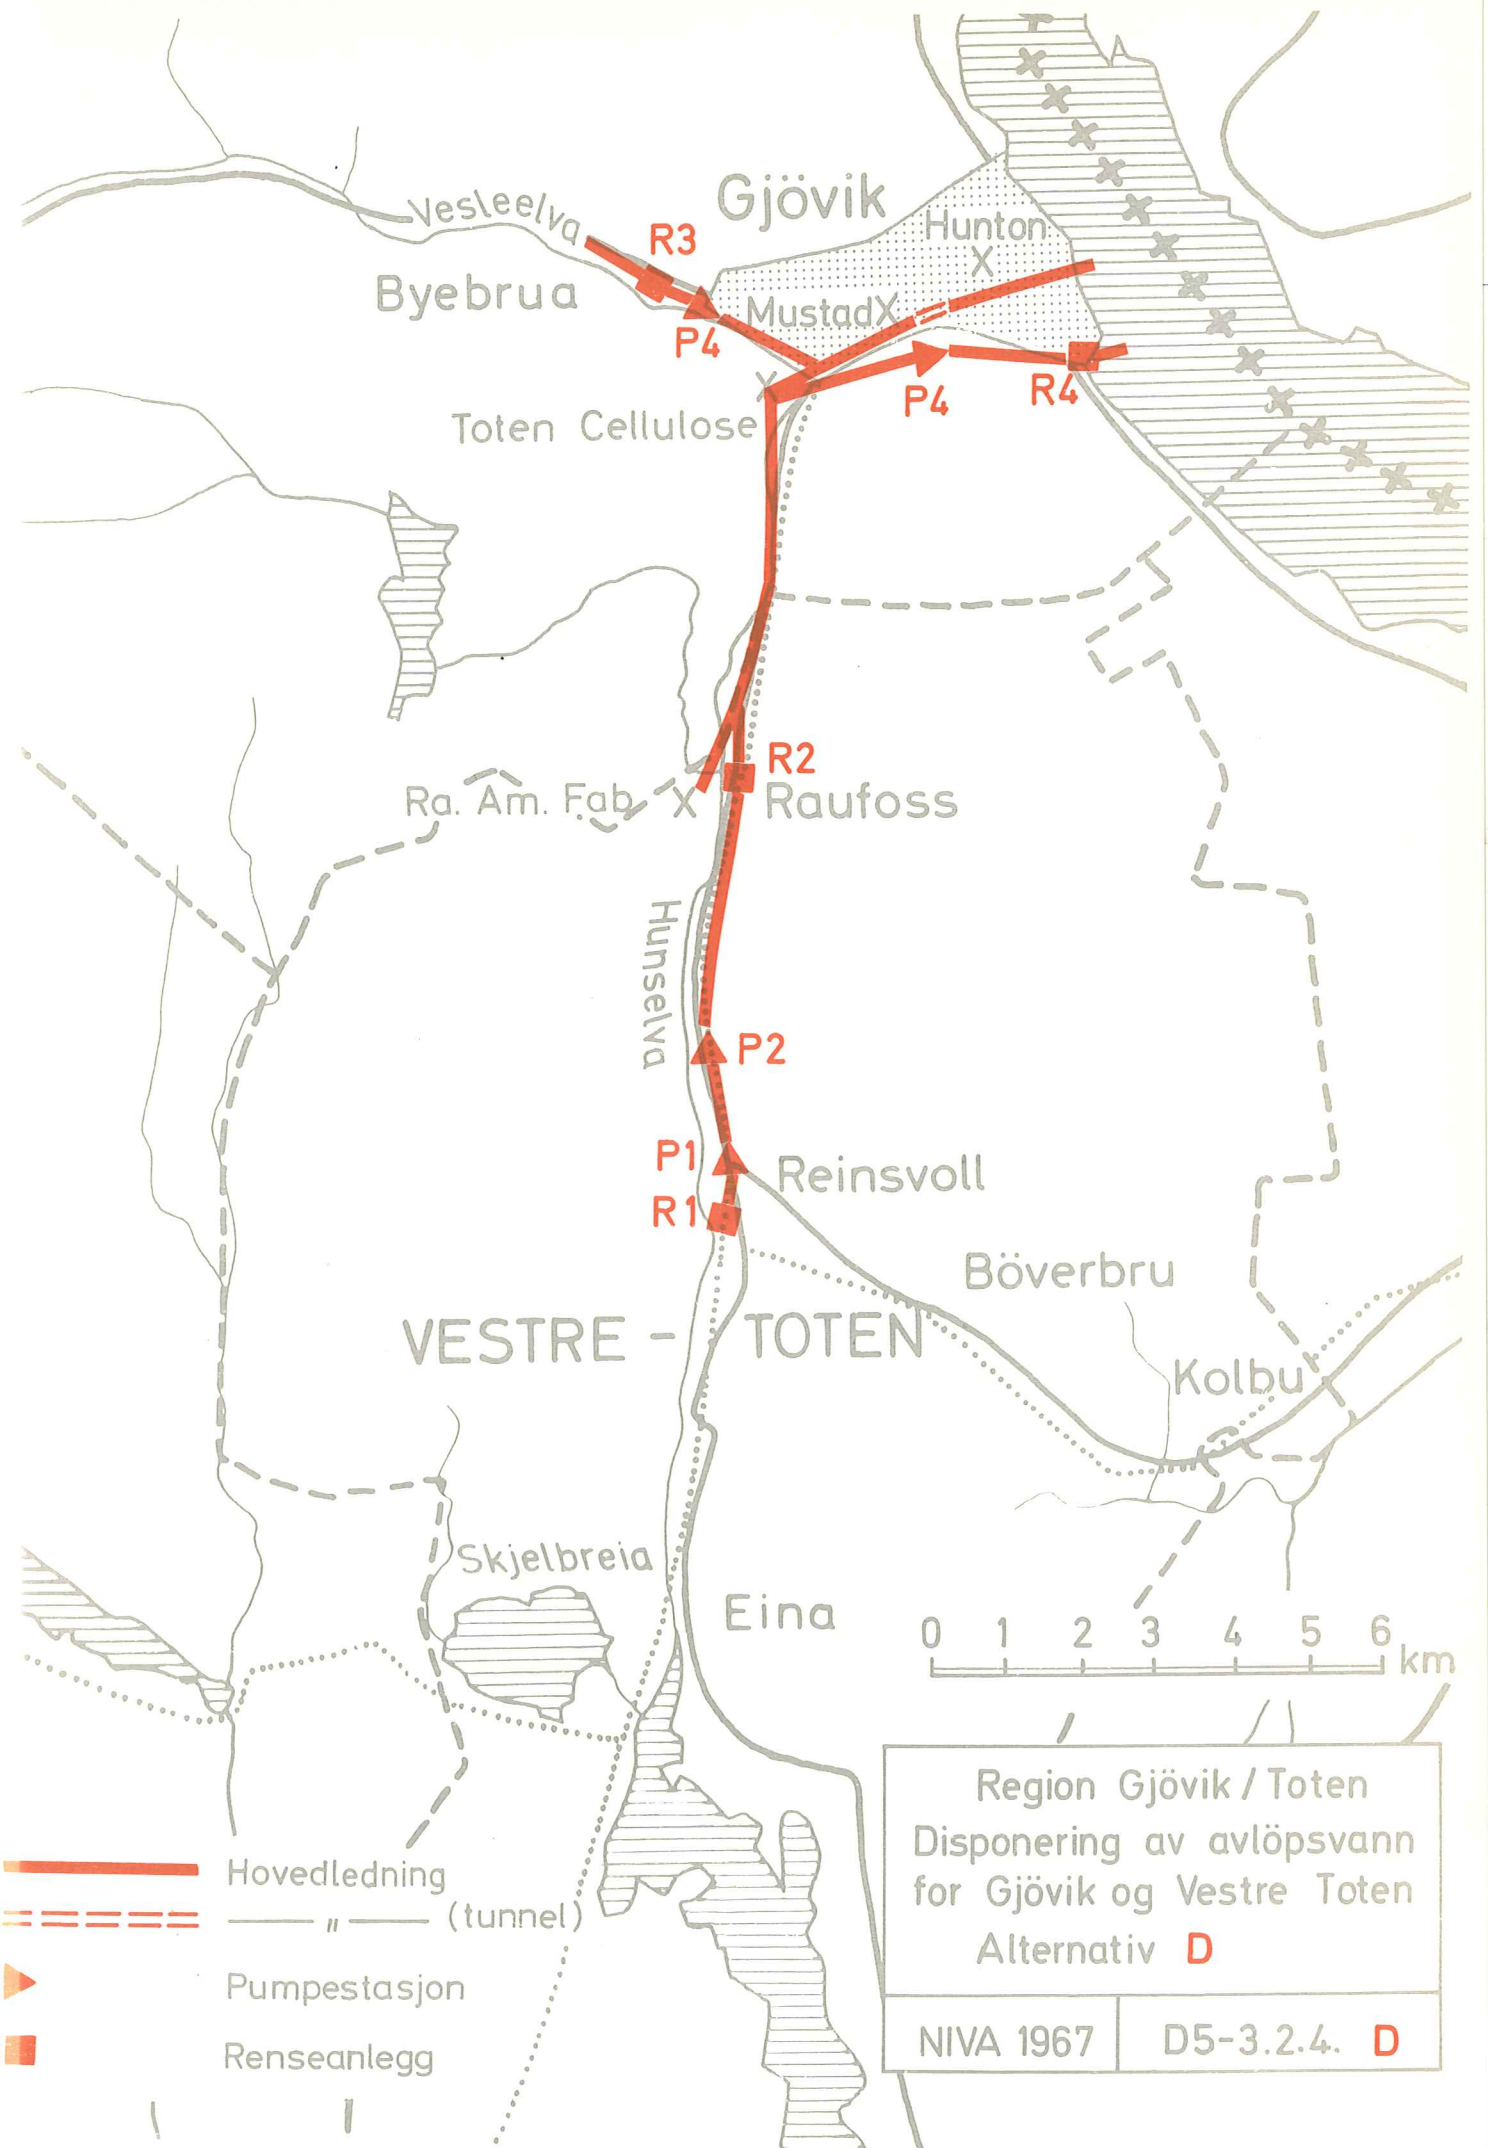 Vesleelva
Gjövik
Hunton
X
R3
Byebrua
MustadX
P4
P4
R4
X
Toten Cellulose
R2
Ra. Am. Fab.
X
Raufoss
Hunselva
P2
P1
Reinsvoll
R1
Böverbru
VESTRE - TOTEN
Kolbu
Skjelbreia
Eina
0 1 2 3 4 5 6 km
Hovedledning
—— " —— (tunnel)
Pumpestasjon
Renseanlegg
Region Gjövik / Toten
Disponering av avlöpsvann
for Gjövik og Vestre Toten
Alternativ D
NIVA 1967
D5-3.2.4. D